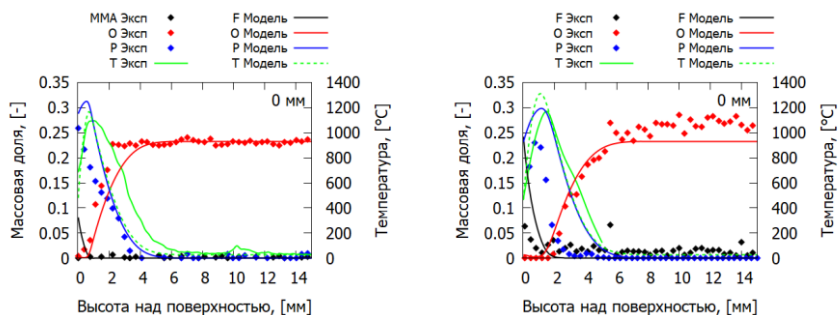 MMA Эксп F Модель
O Эксп O Модель
P Эксп P Модель
T Эксп T Модель
0.35
0.3
0.25
0.2
0.15
0.1
0.05
0
1400
1200
1000
800
600
400
200
0
0 мм
Массовая доля, [-]
Температура, [°C]
0 2 4 6 8 10 12 14
Высота над поверхностью, [мм]
F Эксп F Модель
O Эксп O Модель
P Эксп P Модель
T Эксп T Модель
0.35
0.3
0.25
0.2
0.15
0.1
0.05
0
1400
1200
1000
800
600
400
200
0
0 мм
Массовая доля, [-]
Температура, [°C]
0 2 4 6 8 10 12 14
Высота над поверхностью, [мм]